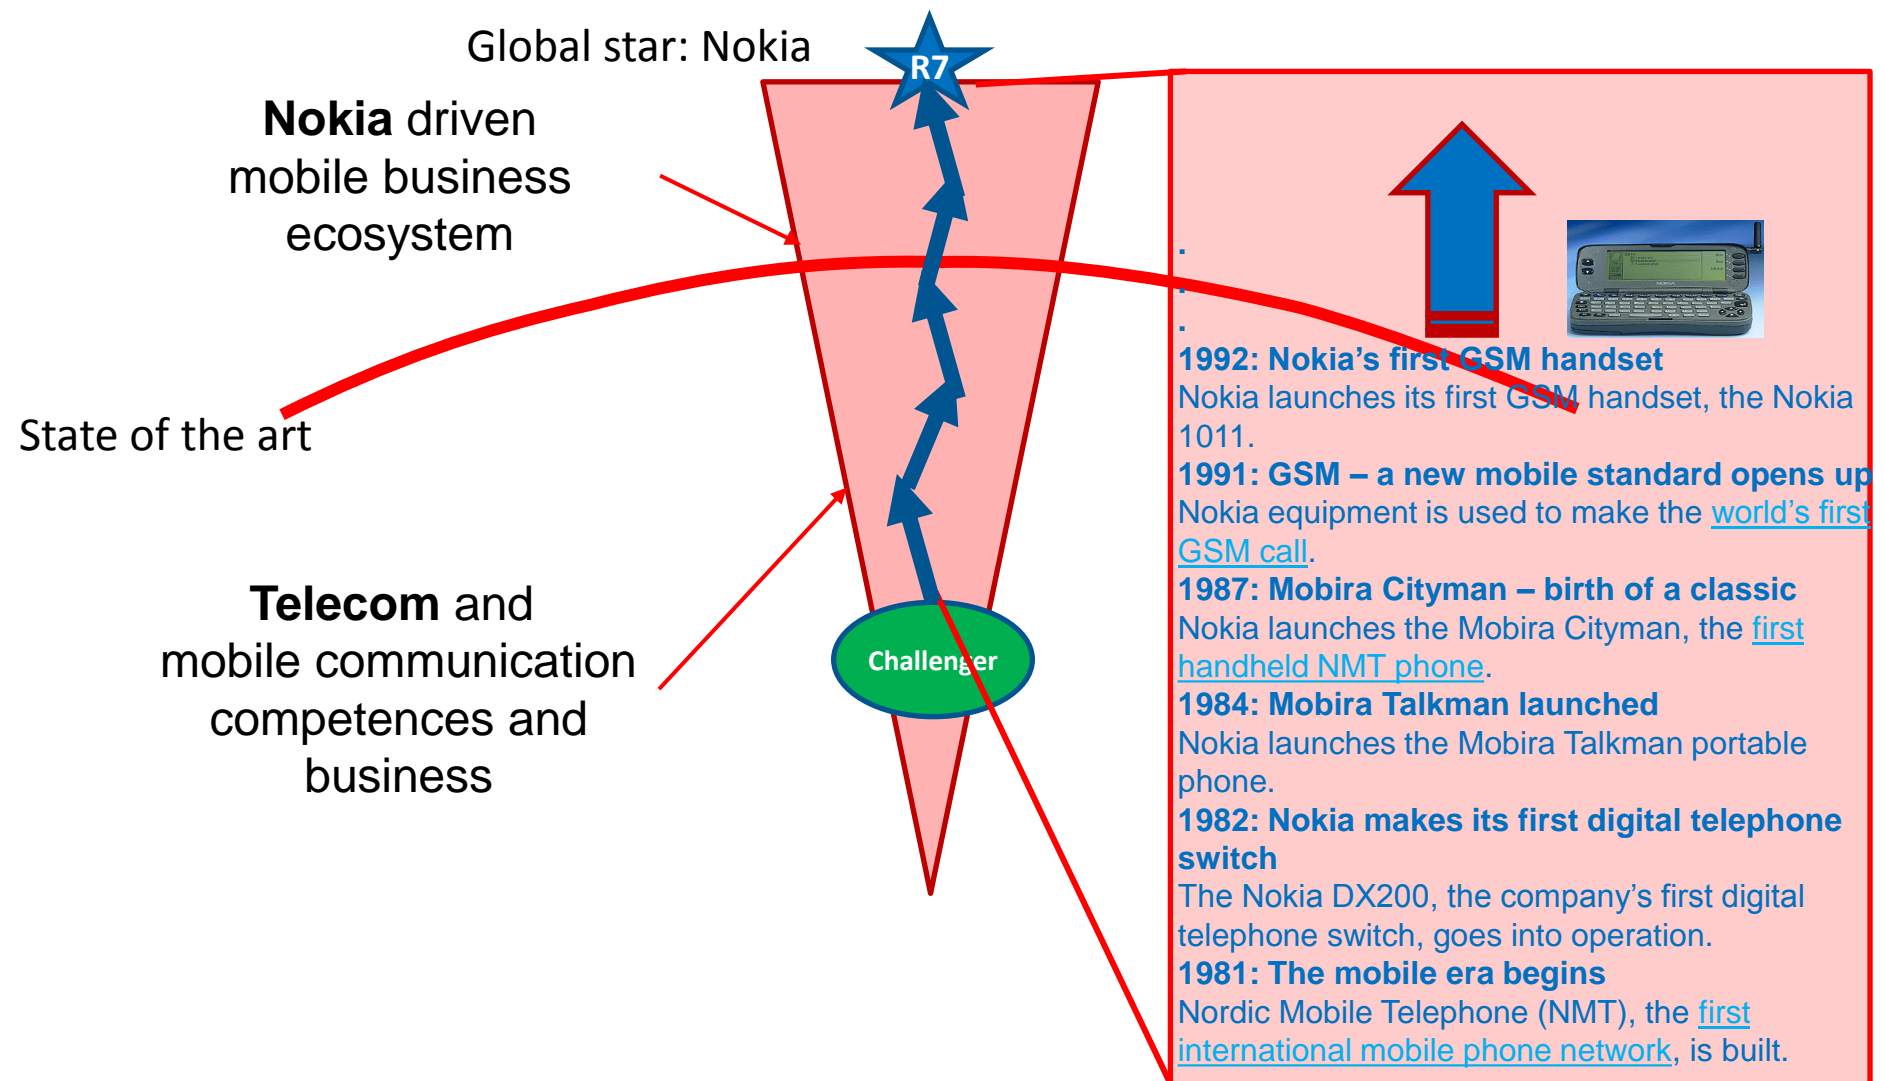 Global star: Nokia
R7
Nokia driven
mobile business
ecosystem
State of the art
Telecom and
mobile communication
competences and
business
Challenger
.
.
.
1992: Nokia’s first GSM handset
Nokia launches its first GSM handset, the Nokia
1011.
1991: GSM – a new mobile standard opens up
Nokia equipment is used to make the world’s first
GSM call.
1987: Mobira Cityman – birth of a classic
Nokia launches the Mobira Cityman, the first
handheld NMT phone.
1984: Mobira Talkman launched
Nokia launches the Mobira Talkman portable
phone.
1982: Nokia makes its first digital telephone
switch
The Nokia DX200, the company’s first digital
telephone switch, goes into operation.
1981: The mobile era begins
Nordic Mobile Telephone (NMT), the first
international mobile phone network, is built.
NOKIA